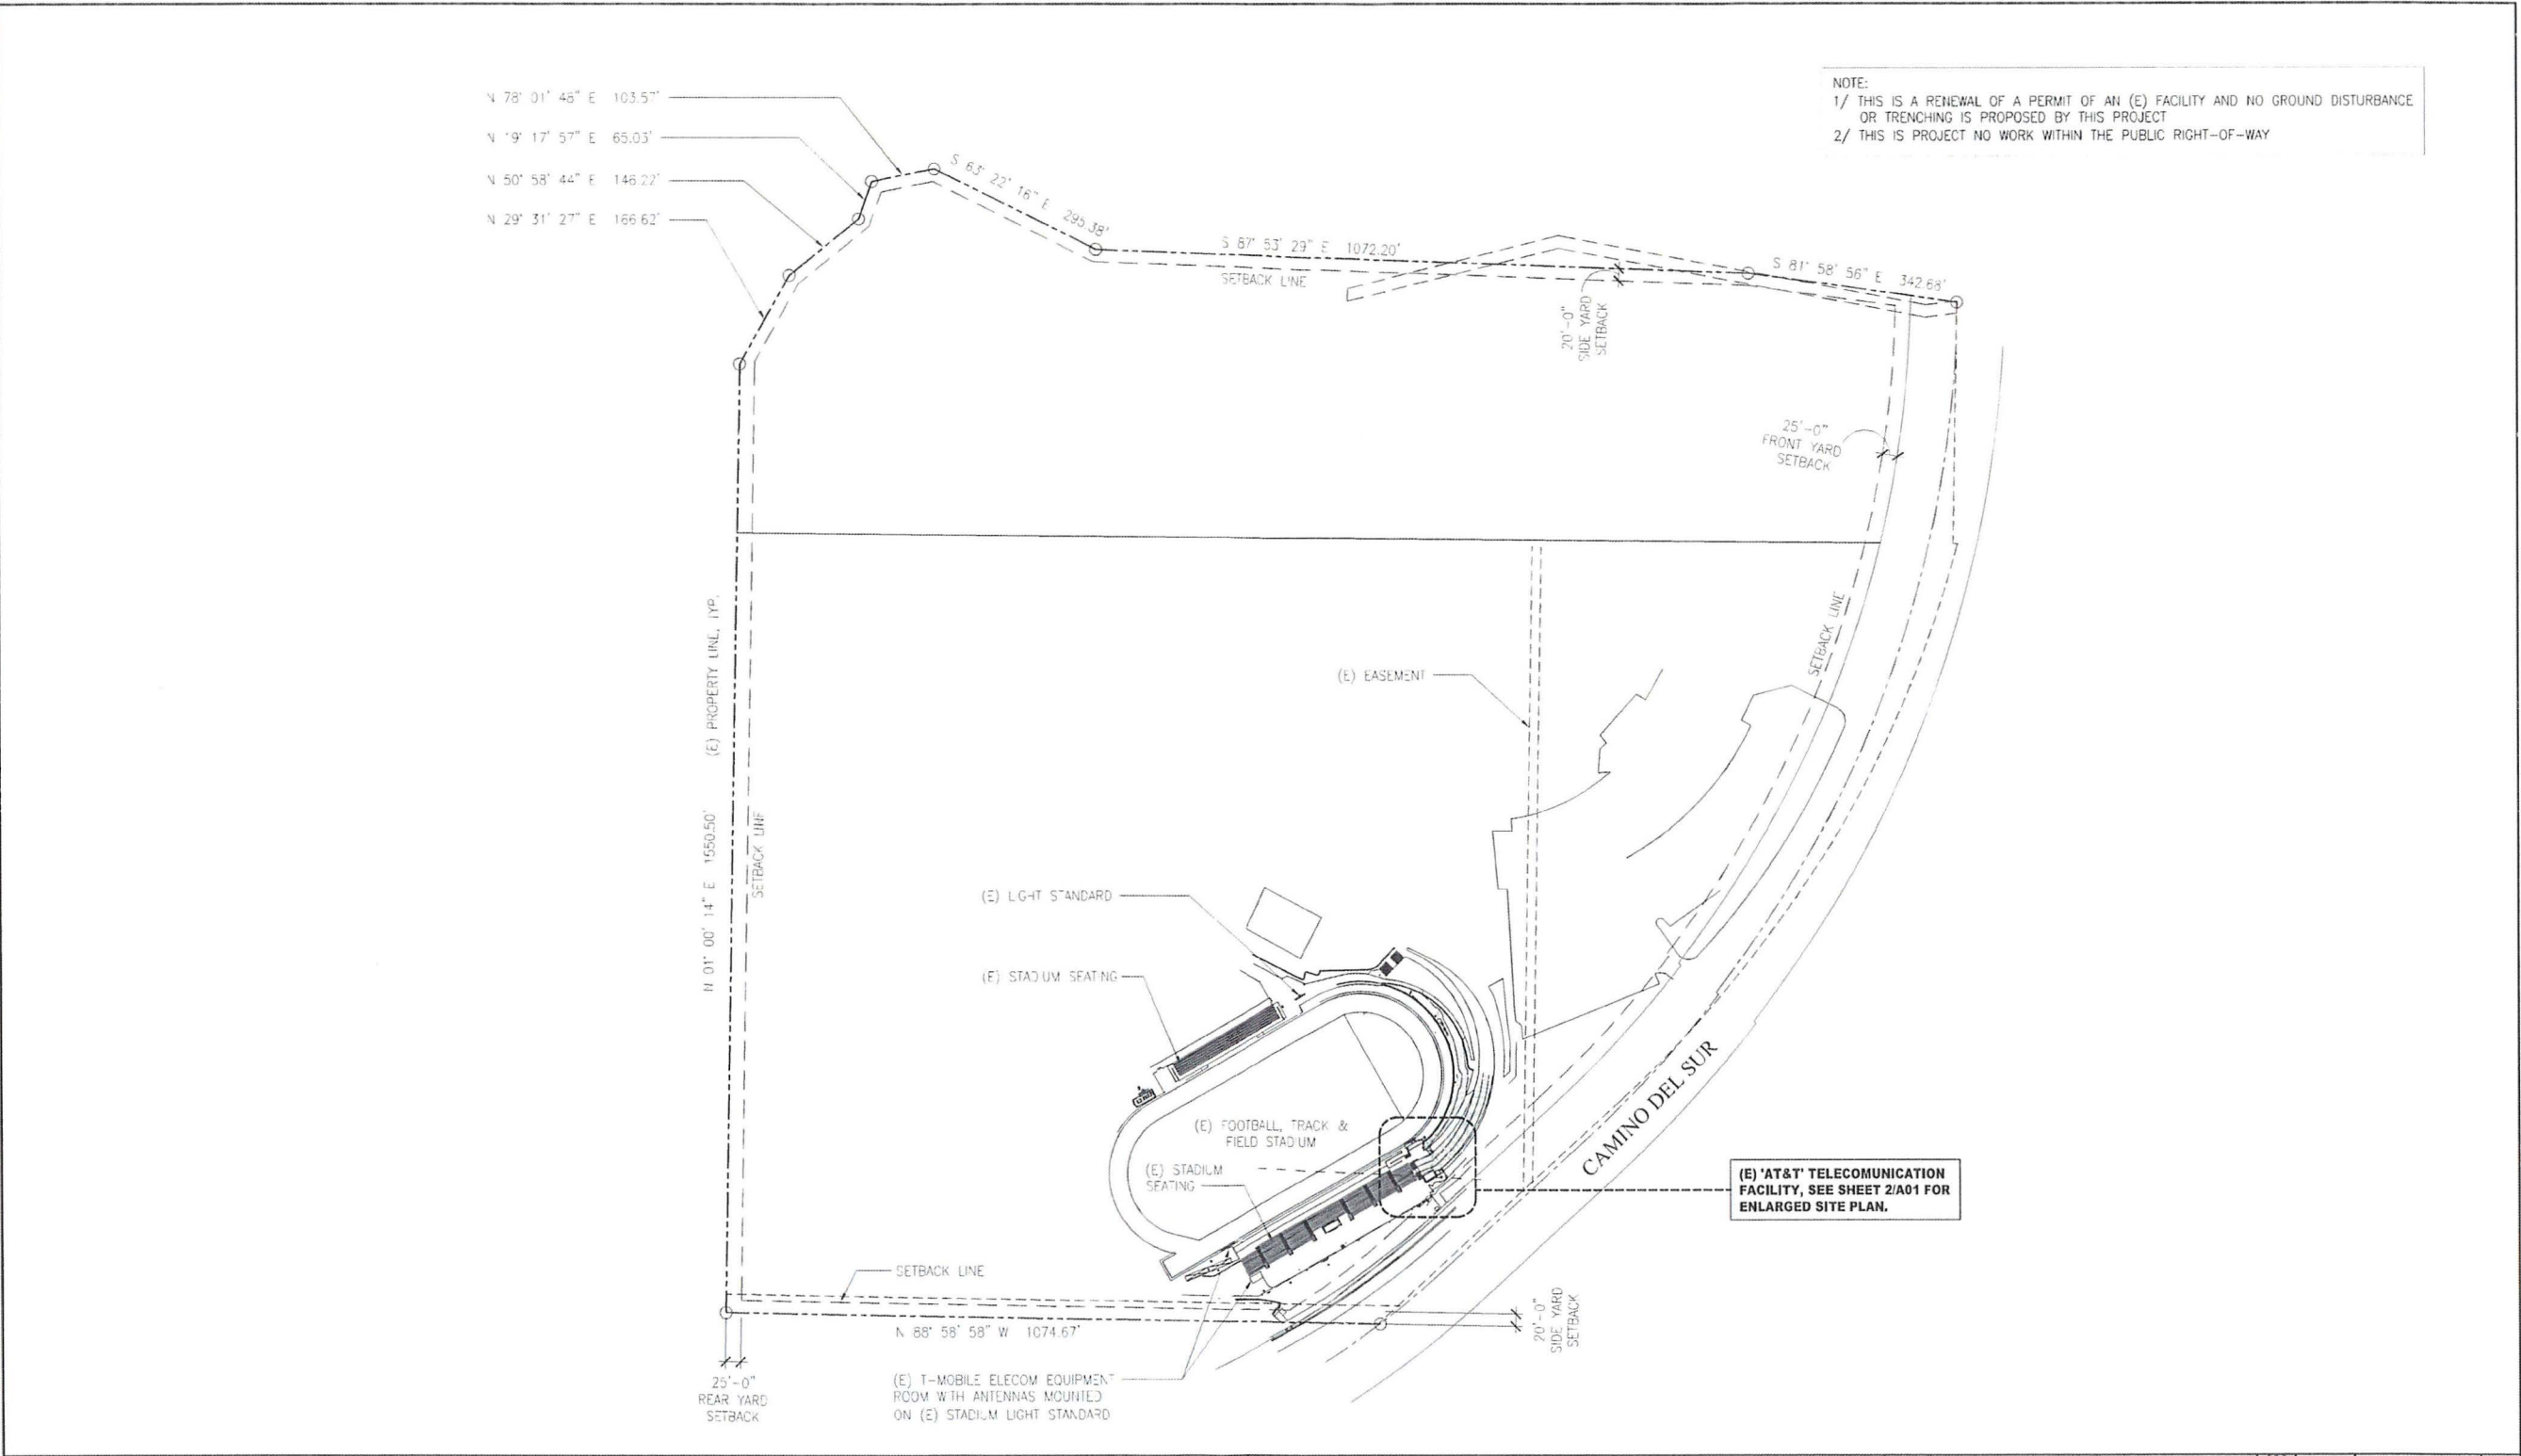 NOTE:
1/ THIS IS A RENEWAL OF A PERMIT OF AN (E) FACILITY AND NO GROUND DISTURBANCE
OR TRENCHING IS PROPOSED BY THIS PROJECT
2/ THIS IS PROJECT NO WORK WITHIN THE PUBLIC RIGHT-OF-WAY
N 78° 01' 48" E 103.57'
N 19° 17' 57" E 65.03'
N 50° 58' 44" E 146.22'
N 29° 31' 27" E 166.62'
S 63° 22' 16" E 295.38'
S 87° 53' 29" E 1072.20'
SETBACK LINE
S 81° 58' 56" E 342.68'
20'-0"
SIDE YARD
SETBACK
25'-0"
FRONT YARD
SETBACK
(E) PROPERTY LINE, TYP.
N 01° 00' 14" E 1550.50'
SETBACK LINE
SETBACK LINE
(E) EASEMENT
(E) LIGHT STANDARD
(E) STADIUM SEATING
(E) FOOTBALL, TRACK &
FIELD STADIUM
(E) STADIUM
SEATING
CAMINO DEL SUR
(E) 'AT&T' TELECOMUNICATION
FACILITY, SEE SHEET 2/A01 FOR
ENLARGED SITE PLAN.
SETBACK LINE
N 88° 58' 58" W 1074.67'
20'-0"
SIDE YARD
SETBACK
25'-0"
REAR YARD
SETBACK
(E) T-MOBILE ELECOM EQUIPMENT
ROOM WITH ANTENNAS MOUNTED
ON (E) STADIUM LIGHT STANDARD